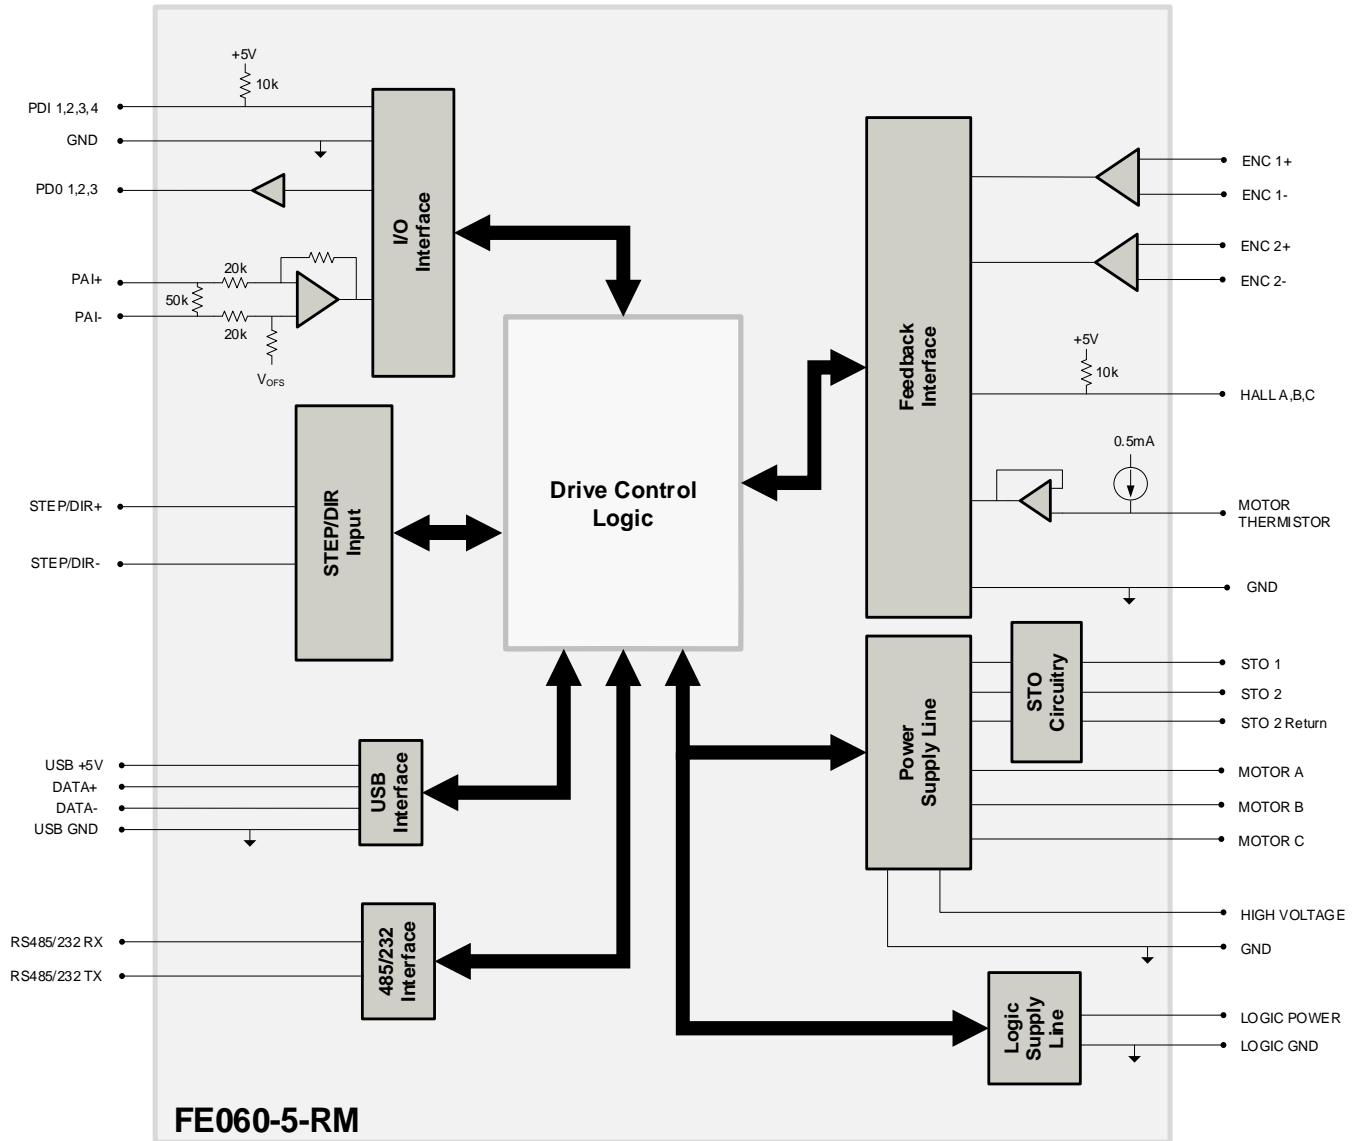 +5V
10k
PDI 1,2,3,4
GND
PD0 1,2,3
PAI+
20k
50k
PAI-
20k
VOFS
I/O
Interface
STEP/DIR+
STEP/DIR-
STEP/DIR
Input
USB +5V
DATA+
DATA-
USB GND
USB
Interface
RS485/232 RX
RS485/232 TX
485/232
Interface
Drive Control
Logic
Feedback
Interface
ENC 1+
ENC 1-
ENC 2+
ENC 2-
+5V
10k
HALL A,B,C
0.5mA
MOTOR
THERMISTOR
GND
Power
Supply Line
STO
Circuitry
STO 1
STO 2
STO 2 Return
MOTOR A
MOTOR B
MOTOR C
HIGH VOLTAGE
GND
Logic
Supply
Line
LOGIC POWER
LOGIC GND
FE060-5-RM